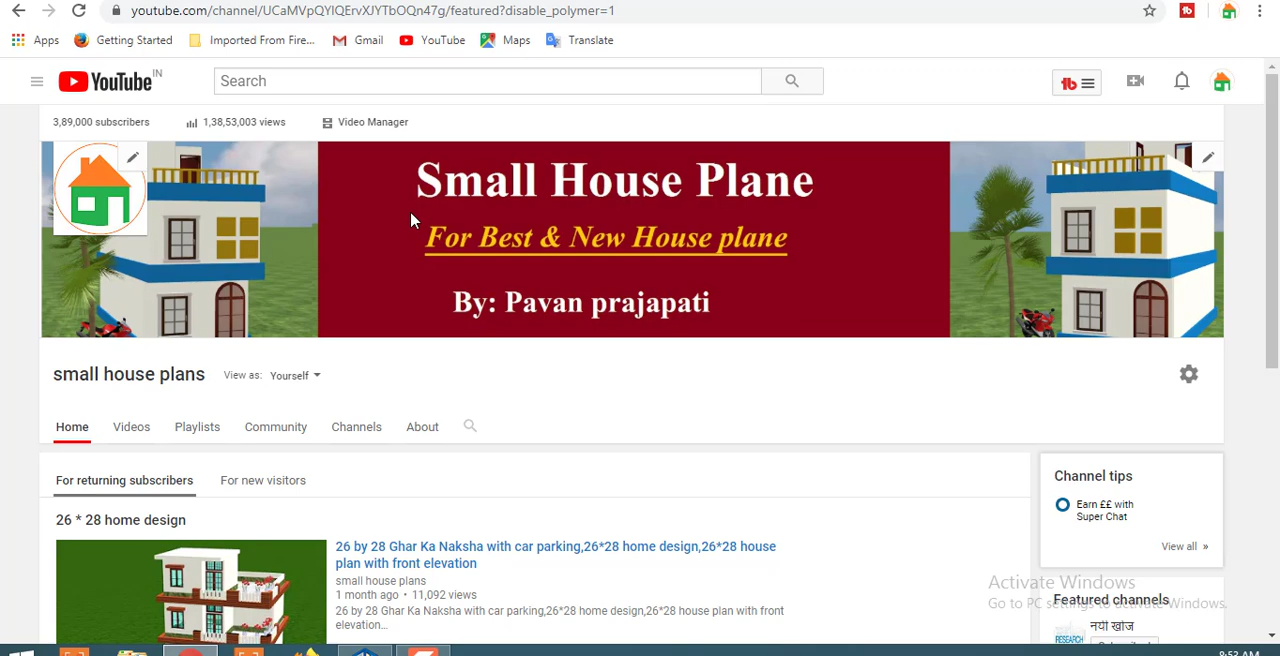 youtube.com/channel/UCaMVpQYlQErvXJYTbOQn47g/featured?disable_polymer=1
Apps Getting Started Imported From Fire... Gmail YouTube Maps Translate
YouTube IN Search
3,89,000 subscribers 1,38,53,003 views Video Manager
Small House Plane
For Best & New House plane
By: Pavan prajapati
small house plans View as: Yourself
Home Videos Playlists Community Channels About
For returning subscribers For new visitors
Channel tips
Earn ££ with
Super Chat
View all »
26 * 28 home design
26 by 28 Ghar Ka Naksha with car parking,26*28 home design,26*28 house
plan with front elevation
small house plans
1 month ago • 11,092 views
26 by 28 Ghar Ka Naksha with car parking,26*28 home design,26*28 house plan with front
elevation...
Activate Windows
Go to PC settings to activate Windows.
Featured channels
नयी खोज
RESEARCH
8:53 AM